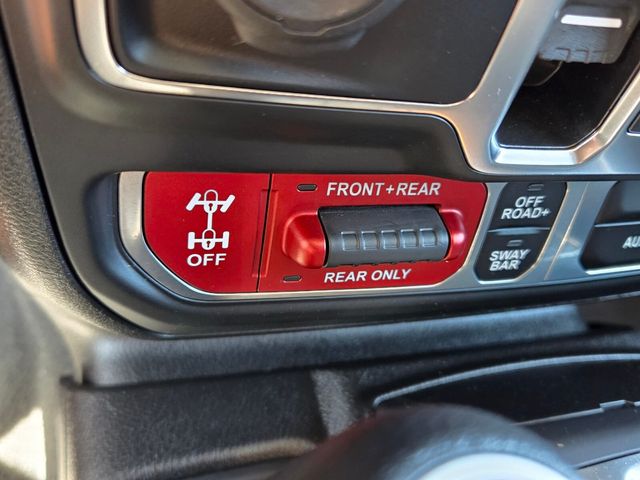 FRONT+REAR
OFF
REAR ONLY
OFF
ROAD+
SWAY
BAR